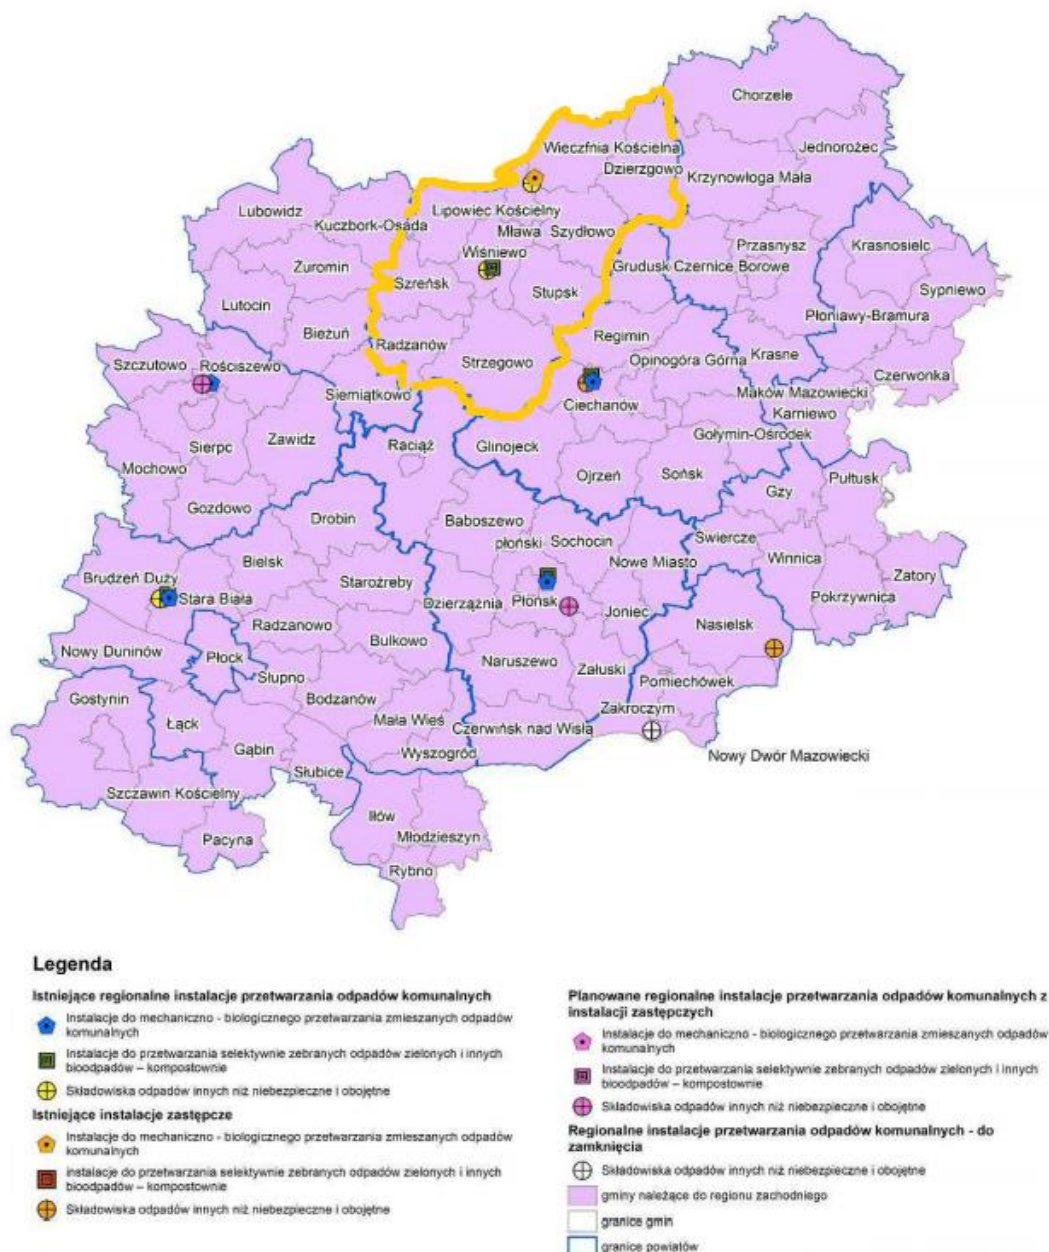 Chorzele
Jednorożec
Wieczfnia Kościelna
Dzierzgowo
Krzynowłoga Mała
Lubowidz
Kuczbork-Osada
Lipowiec Kościelny
Mława
Szydłowo
Przasnysz
Krasnosielc
Żuromin
Wiśniewo
Grudusk
Czernice Borowe
Szreńsk
Stupsk
Sypniewo
Lutocin
Płoniawy-Bramura
Bieżuń
Radzanów
Regimin
Strzegowo
Opinogóra Górna
Krasne
Szczutowo
Rościszewo
Czerwonka
Siemiątkowo
Ciechanów
Maków Mazowiecki
Karniewo
Sierpc
Zawidz
Raciąż
Glinojeck
Gołymin-Ośrodek
Mochowo
Ojrzeń
Sońsk
Pułtusk
Gzy
Gozdowo
Drobin
Baboszewo
płoński
Sochocin
Świercze
Winnica
Bielsk
Nowe Miasto
Brudzeń Duży
Staroźreby
Zatory
Stara Biała
Dzierzążnia
Płońsk
Joniec
Pokrzywnica
Radzanowo
Bulkowo
Nasielsk
Nowy Duninów
Płock
Naruszewo
Załuski
Słupno
Pomiechówek
Gostynin
Bodzanów
Zakroczym
Łąck
Mała Wieś
Czerwińsk nad Wisłą
Gąbin
Wyszogród
Nowy Dwór Mazowiecki
Słubice
Szczawin Kościelny
Iłów
Pacyna
Młodzieszyn
Rybno
Legenda
Istniejące regionalne instalacje przetwarzania odpadów komunalnych
Instalacje do mechaniczno - biologicznego przetwarzania zmieszanych odpadów
komunalnych
Instalacje do przetwarzania selektywnie zebranych odpadów zielonych i innych
bioodpadów – kompostownie
Składowiska odpadów innych niż niebezpieczne i obojętne
Istniejące instalacje zastępcze
Instalacje do mechaniczno - biologicznego przetwarzania zmieszanych odpadów
komunalnych
instalacje do przetwarzania selektywnie zebranych odpadów zielonych i innych
bioodpadów – kompostownie
Składowiska odpadów innych niż niebezpieczne i obojętne
Planowane regionalne instalacje przetwarzania odpadów komunalnych z
instalacji zastępczych
Instalacje do mechaniczno - biologicznego przetwarzania zmieszanych odpadów
komunalnych
Instalacje do przetwarzania selektywnie zebranych odpadów zielonych i innych
bioodpadów – kompostownie
Składowiska odpadów innych niż niebezpieczne i obojętne
Regionalne instalacje przetwarzania odpadów komunalnych - do
zamknięcia
Składowiska odpadów innych niż niebezpieczne i obojętne
gminy należące do regionu zachodniego
granice gmin
granice powiatów